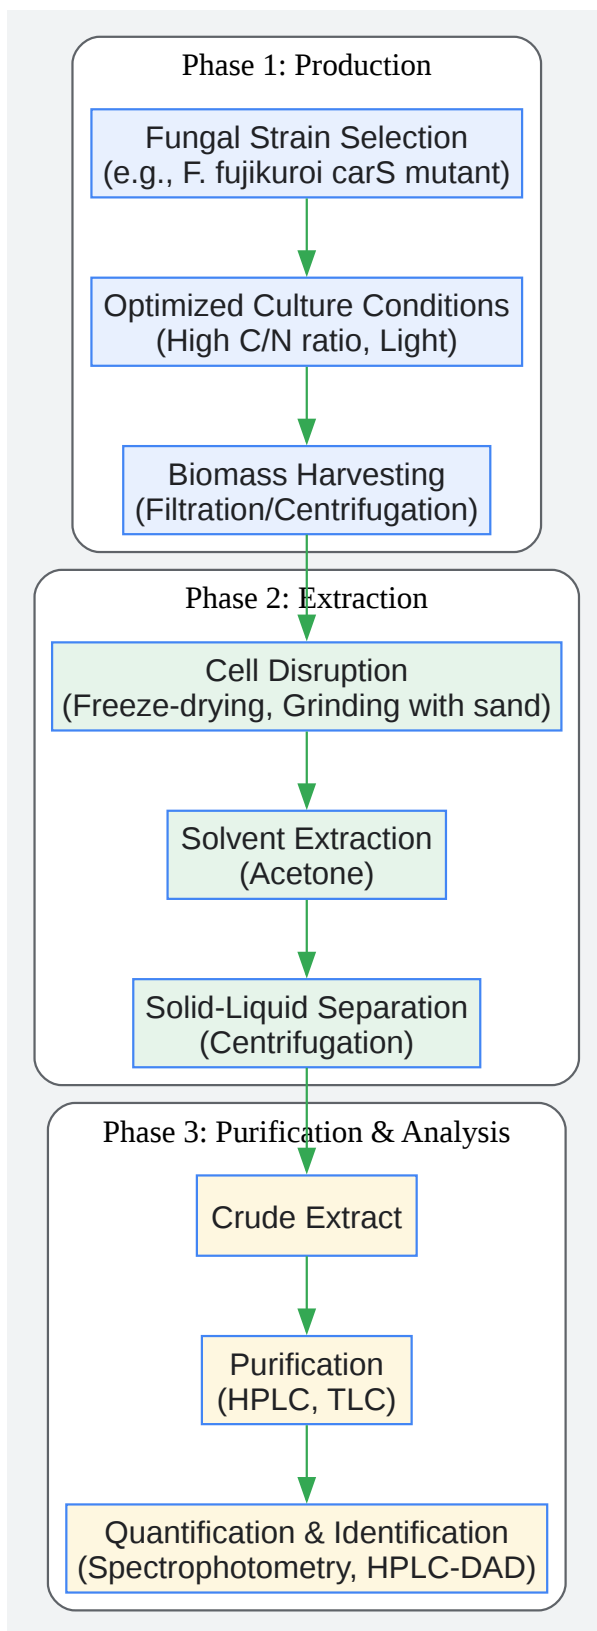 Phase 1: Production
Fungal Strain Selection
(e.g., F. fujikuroi carS mutant)
Optimized Culture Conditions
(High C/N ratio, Light)
Biomass Harvesting
(Filtration/Centrifugation)
Phase 2: Extraction
Cell Disruption
(Freeze-drying, Grinding with sand)
Solvent Extraction
(Acetone)
Solid-Liquid Separation
(Centrifugation)
Phase 3: Purification & Analysis
Crude Extract
Purification
(HPLC, TLC)
Quantification & Identification
(Spectrophotometry, HPLC-DAD)